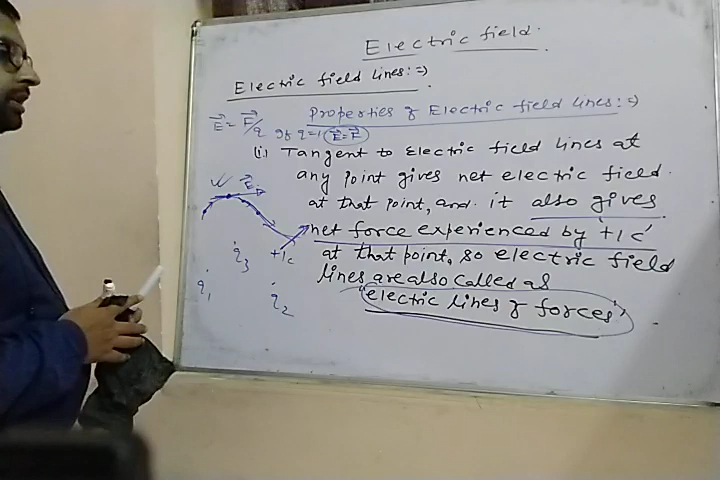 Electric field.
Electric field lines:⇒
Properties of Electric field lines:⇒
E⃗ = F⃗/q If q=1 E⃗=F⃗
(i) Tangent to electric field lines at
any point gives net electric field.
at that point, and it also gives
net force experienced by '+1C'
at that point, so electric field
lines are also called as
"electric lines of forces"
E⃗
+1C
q3
q1
q2